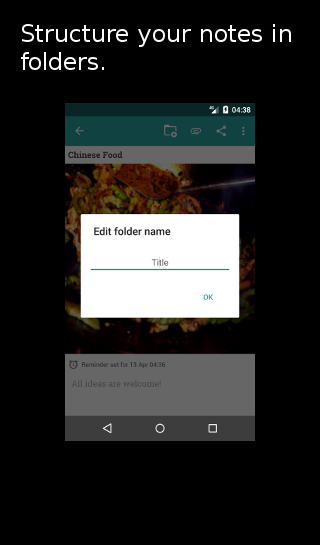 Structure your notes in
folders.
04:38
Chinese Food
Edit folder name
Title
OK
Reminder set for 13 Apr 04:36
All ideas are welcome!